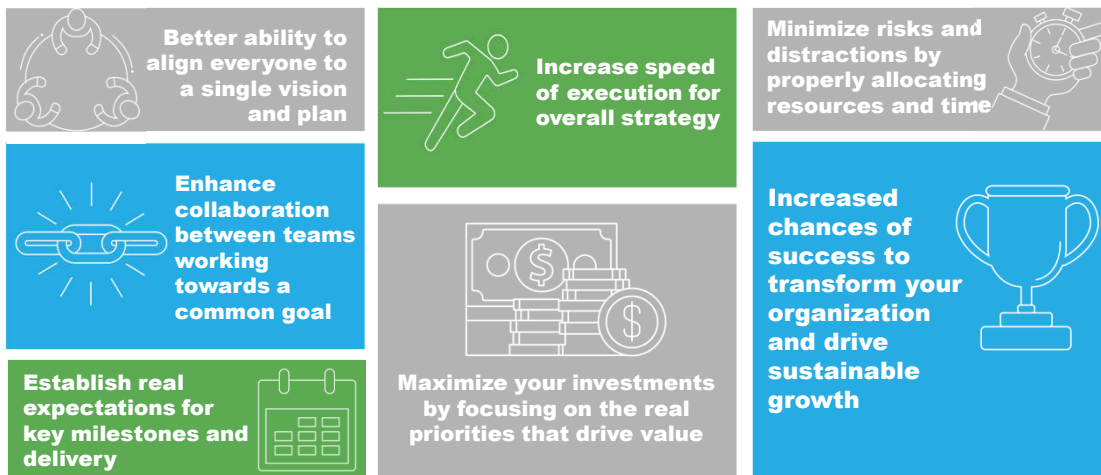 Better ability to
align everyone to
a single vision
and plan
Enhance
collaboration
between teams
working
towards a
common goal
Establish real
expectations for
key milestones and
delivery
Increase speed
of execution for
overall strategy
$
$
Maximize your investments
by focusing on the real
priorities that drive value
Minimize risks and
distractions by
properly allocating
resources and time
Increased
chances of
success to
transform your
organization
and drive
sustainable
growth